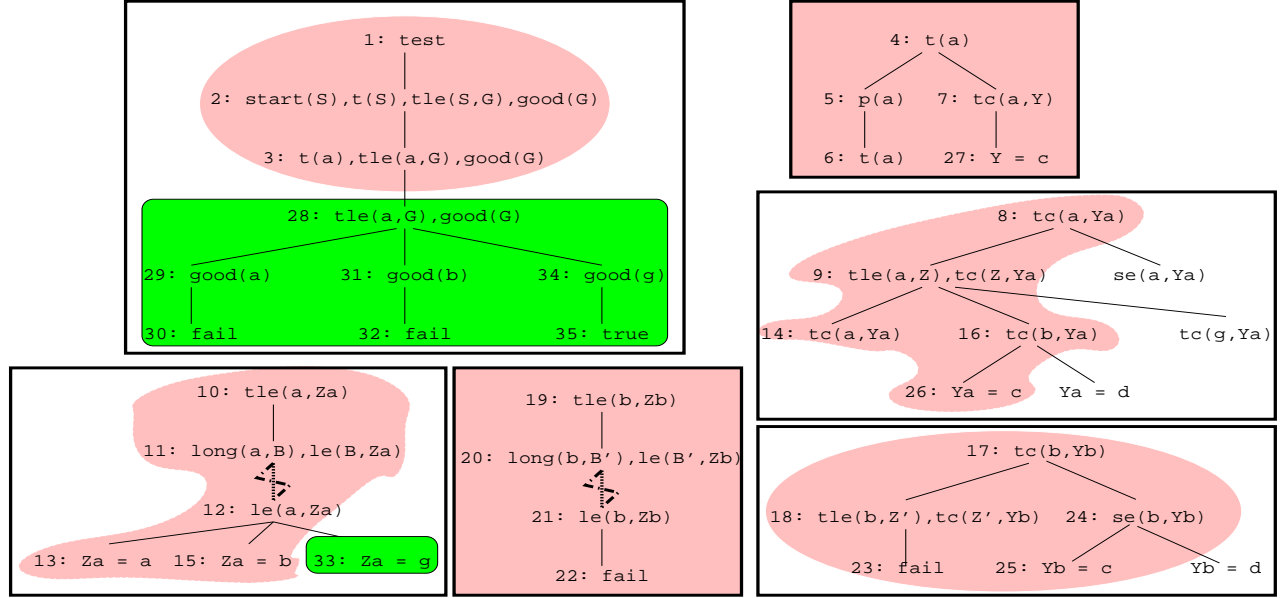 1: test
2: start(S),t(S),tle(S,G),good(G)
3: t(a),tle(a,G),good(G)
28: tle(a,G),good(G)
29: good(a) 31: good(b) 34: good(g)
30: fail 32: fail 35: true
4: t(a)
5: p(a) 7: tc(a,Y)
6: t(a) 27: Y = c
8: tc(a,Ya)
9: tle(a,Z),tc(Z,Ya) se(a,Ya)
14: tc(a,Ya) 16: tc(b,Ya) tc(g,Ya)
26: Ya = c Ya = d
10: tle(a,Za)
11: long(a,B),le(B,Za)
12: le(a,Za)
13: Za = a 15: Za = b 33: Za = g
19: tle(b,Zb)
20: long(b,B'),le(B',Zb)
21: le(b,Zb)
22: fail
17: tc(b,Yb)
18: tle(b,Z'),tc(Z',Yb) 24: se(b,Yb)
23: fail 25: Yb = c Yb = d